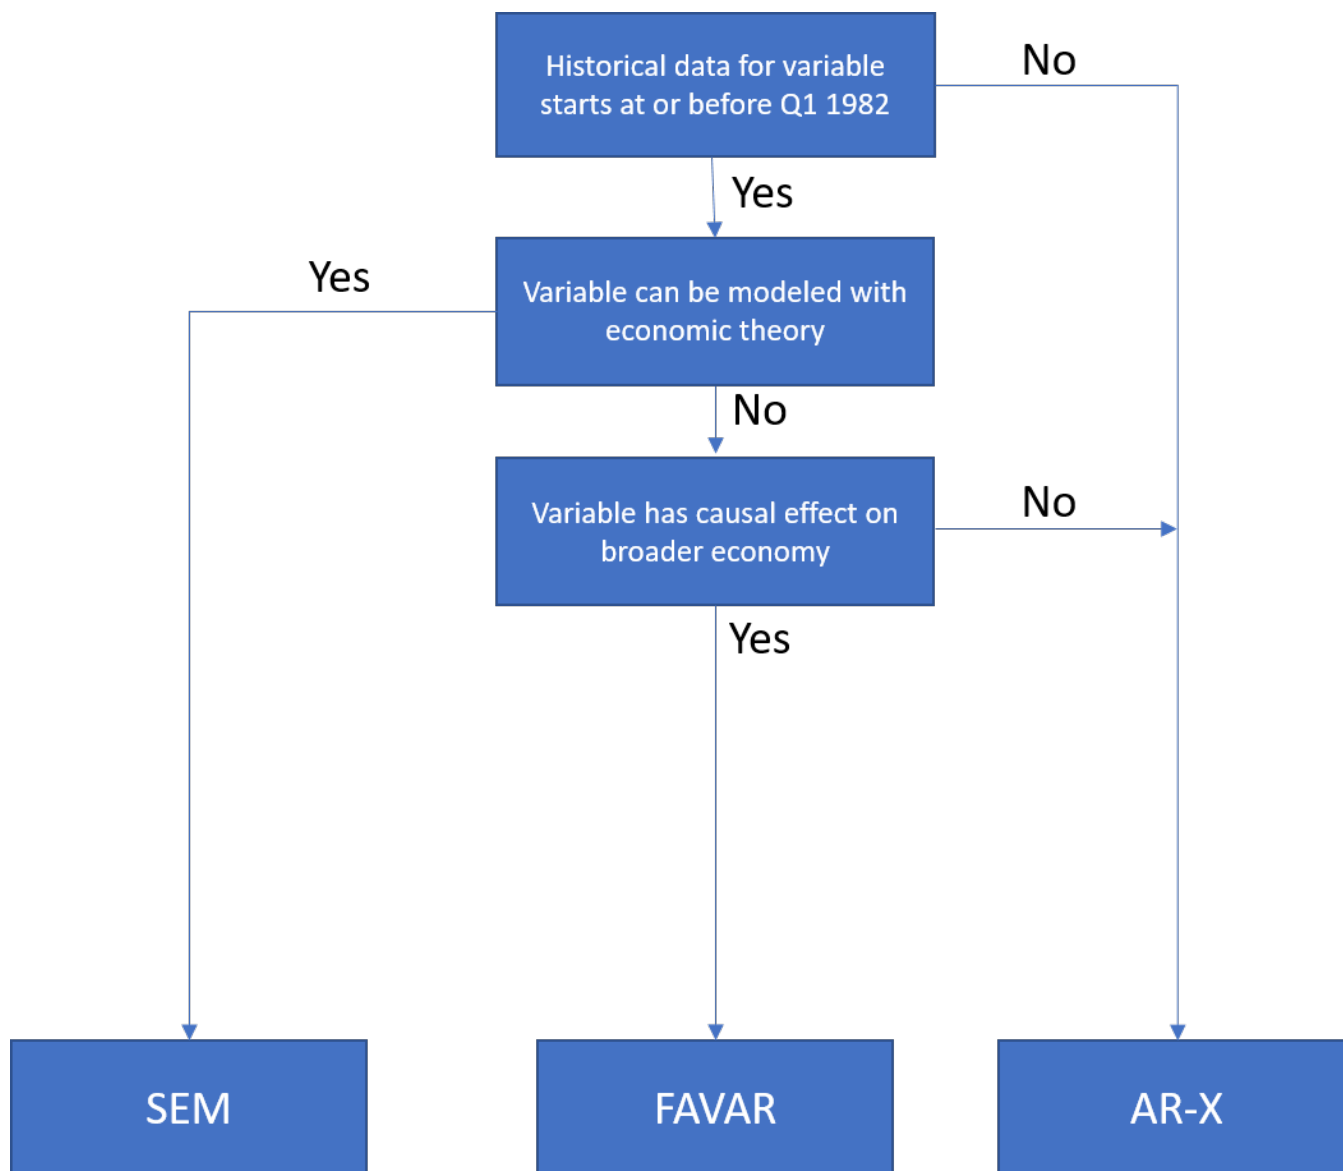 Historical data for variable
starts at or before Q1 1982
No
Yes
Variable can be modeled with
economic theory
Yes
No
Variable has causal effect on
broader economy
No
Yes
SEM
FAVAR
AR-X